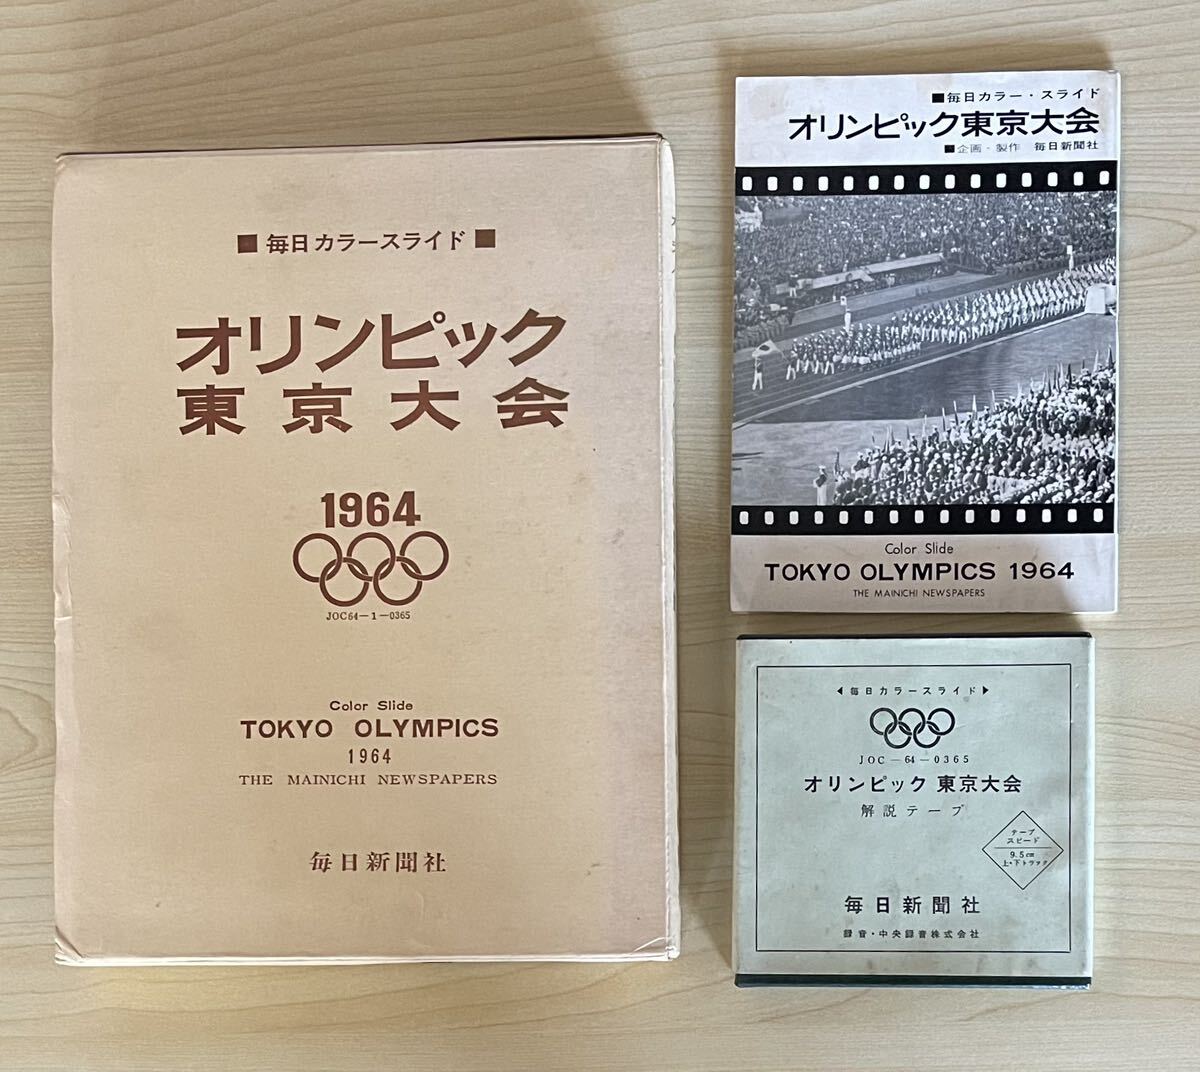 ■ 毎日カラースライド ■
オリンピック
東京大会
1964
JOC64-1-0365
Color Slide
TOKYO OLYMPICS
1964
THE MAINICHI NEWSPAPERS
毎日新聞社
■毎日カラー・スライド
オリンピック東京大会
■企画・製作 毎日新聞社
Color Slide
TOKYO OLYMPICS 1964
THE MAINICHI NEWSPAPERS
◀毎日カラースライド▶
JOC-64-0365
オリンピック 東京大会
解説テープ
テープ
スピード
9.5cm
上・下トラック
毎日新聞社
録音・中央録音株式会社